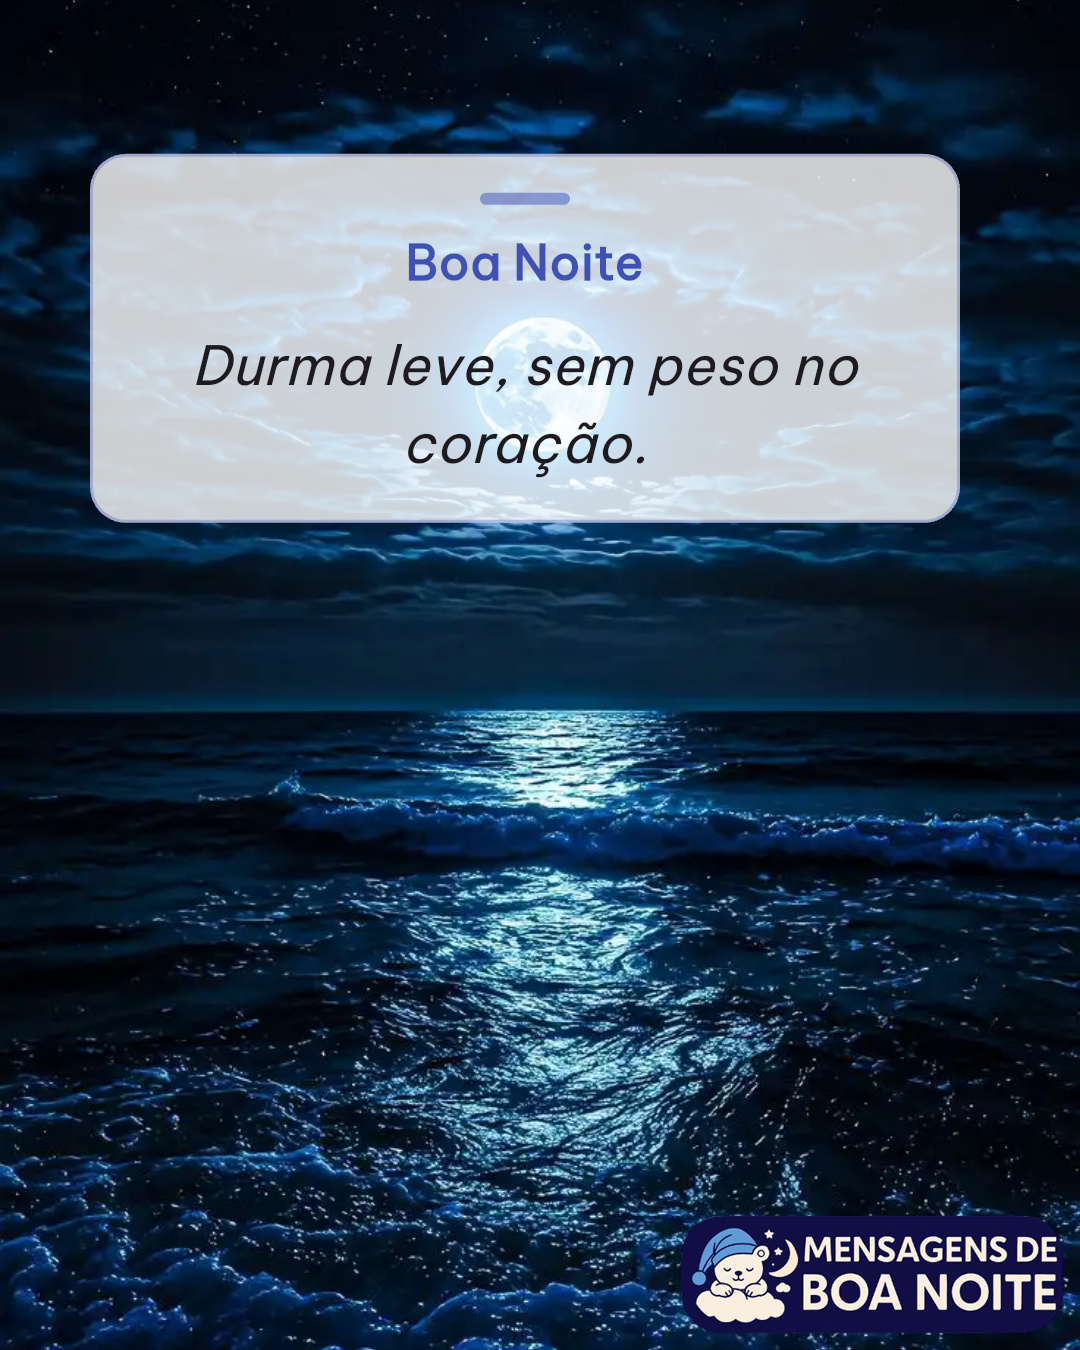 Boa Noite
Durma leve, sem peso no
coração.
MENSAGENS DE
BOA NOITE